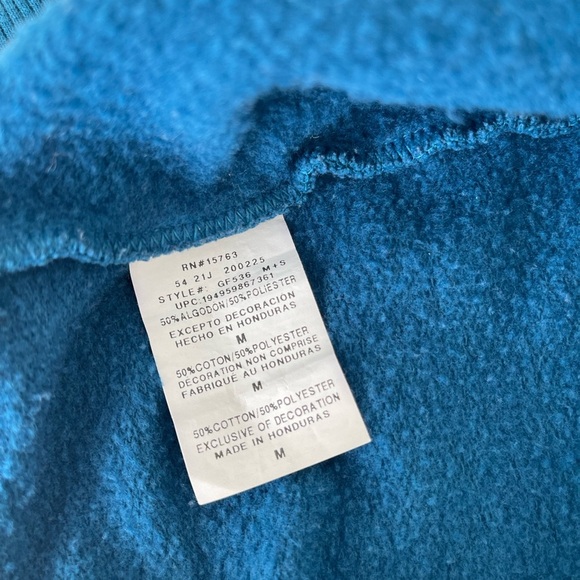 RN#15763
54 21J 200225
STYLE#: GF536 M+S
UPC:194959867361
50%ALGODON/50%POLIESTER
EXCEPTO DECORACION
HECHO EN HONDURAS
M
50%COTON/50%POLYESTER
DECORATION NON COMPRISE
FABRIQUÉ AU HONDURAS
M
50%COTTON/50%POLYESTER
EXCLUSIVE OF DECORATION
MADE IN HONDURAS
M